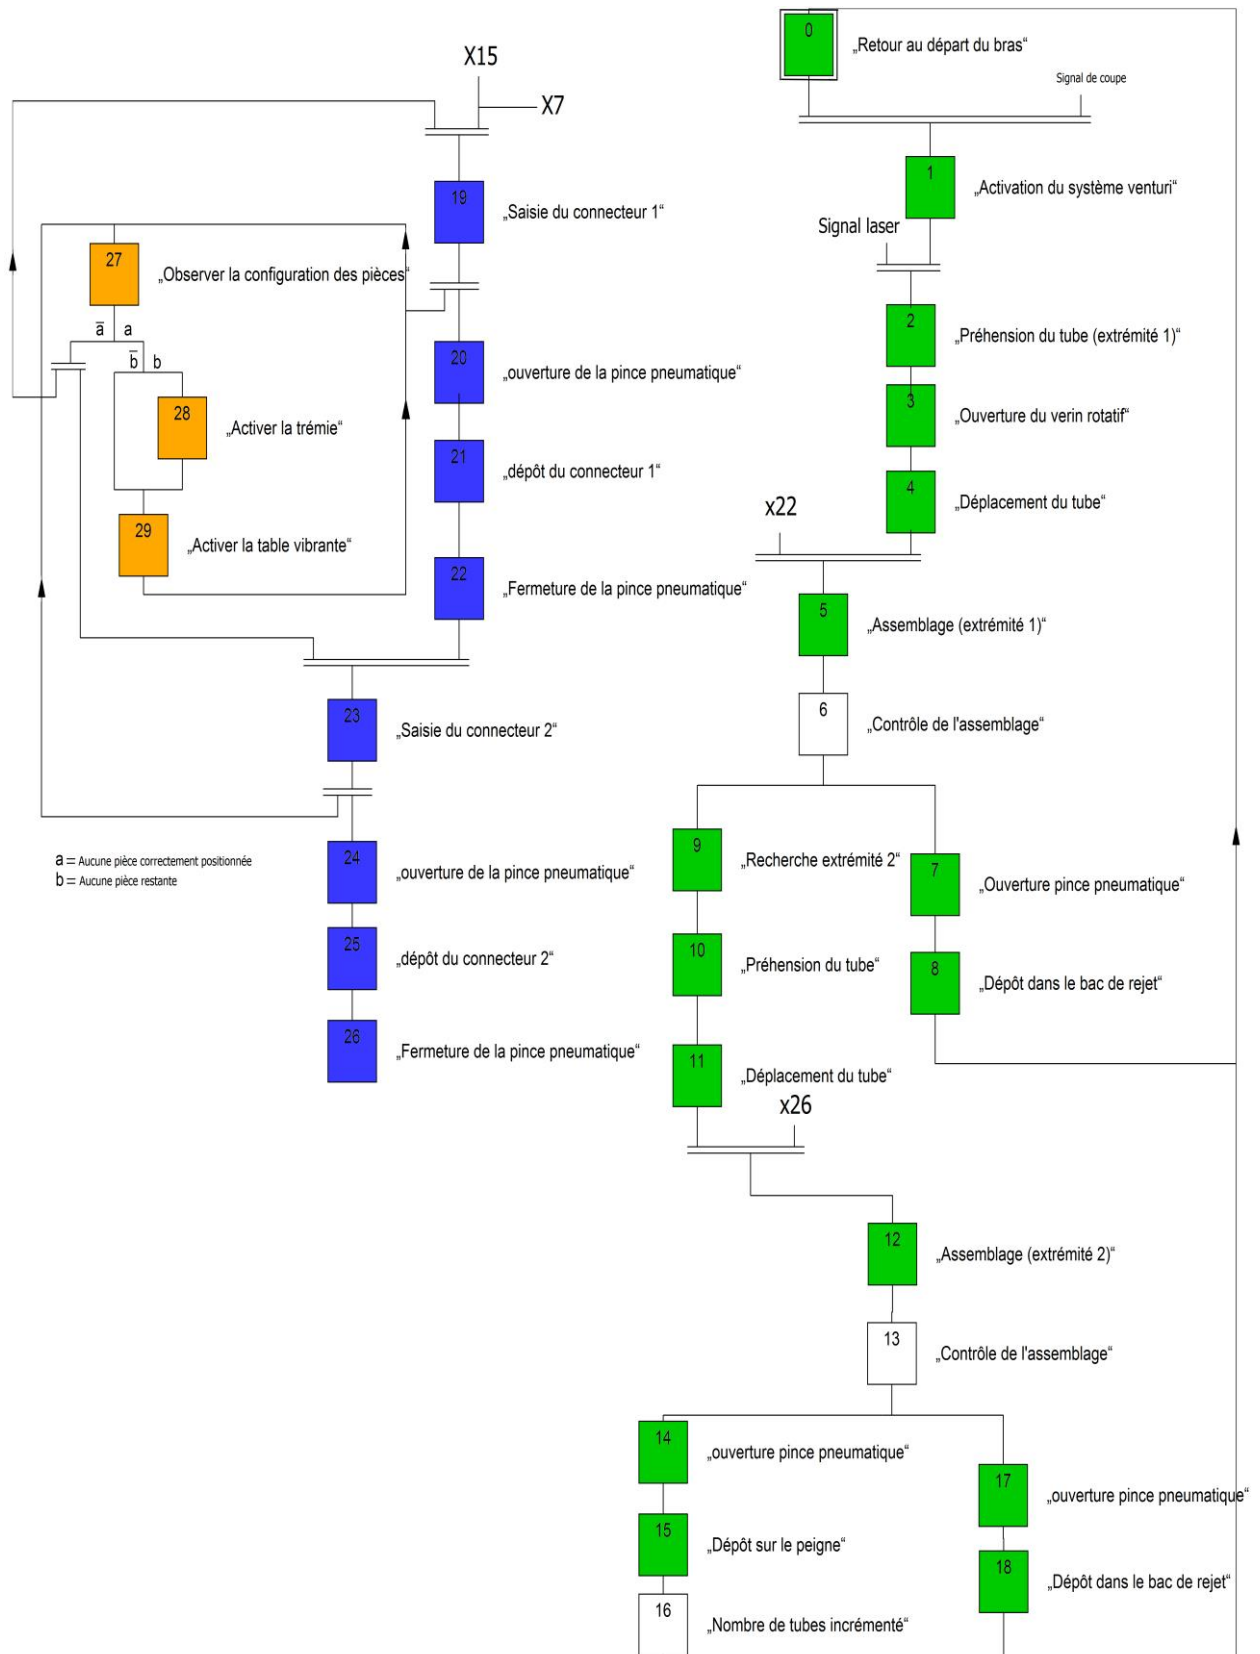 X15
X7
19
„Saisie du connecteur 1“
27
„Observer la configuration des pièces“
a̅ a
b̅ b
28
„Activer la trémie“
29
„Activer la table vibrante“
20
„ouverture de la pince pneumatique“
21
„dépôt du connecteur 1“
22
„Fermeture de la pince pneumatique“
23
„Saisie du connecteur 2“
a = Aucune pièce correctement positionnée
b = Aucune pièce restante
24
„ouverture de la pince pneumatique“
25
„dépôt du connecteur 2“
26
„Fermeture de la pince pneumatique“
0
„Retour au départ du bras“
Signal de coupe
1
„Activation du système venturi“
Signal laser
2
„Préhension du tube (extrémité 1)“
3
„Ouverture du verin rotatif“
4
„Déplacement du tube“
x22
5
„Assemblage (extrémité 1)“
6
„Contrôle de l'assemblage“
9
„Recherche extrémité 2“
7
„Ouverture pince pneumatique“
10
„Préhension du tube“
8
„Dépôt dans le bac de rejet“
11
„Déplacement du tube“
x26
12
„Assemblage (extrémité 2)“
13
„Contrôle de l'assemblage“
14
„ouverture pince pneumatique“
17
„ouverture pince pneumatique“
15
„Dépôt sur le peigne“
18
„Dépôt dans le bac de rejet“
16
„Nombre de tubes incrémenté“